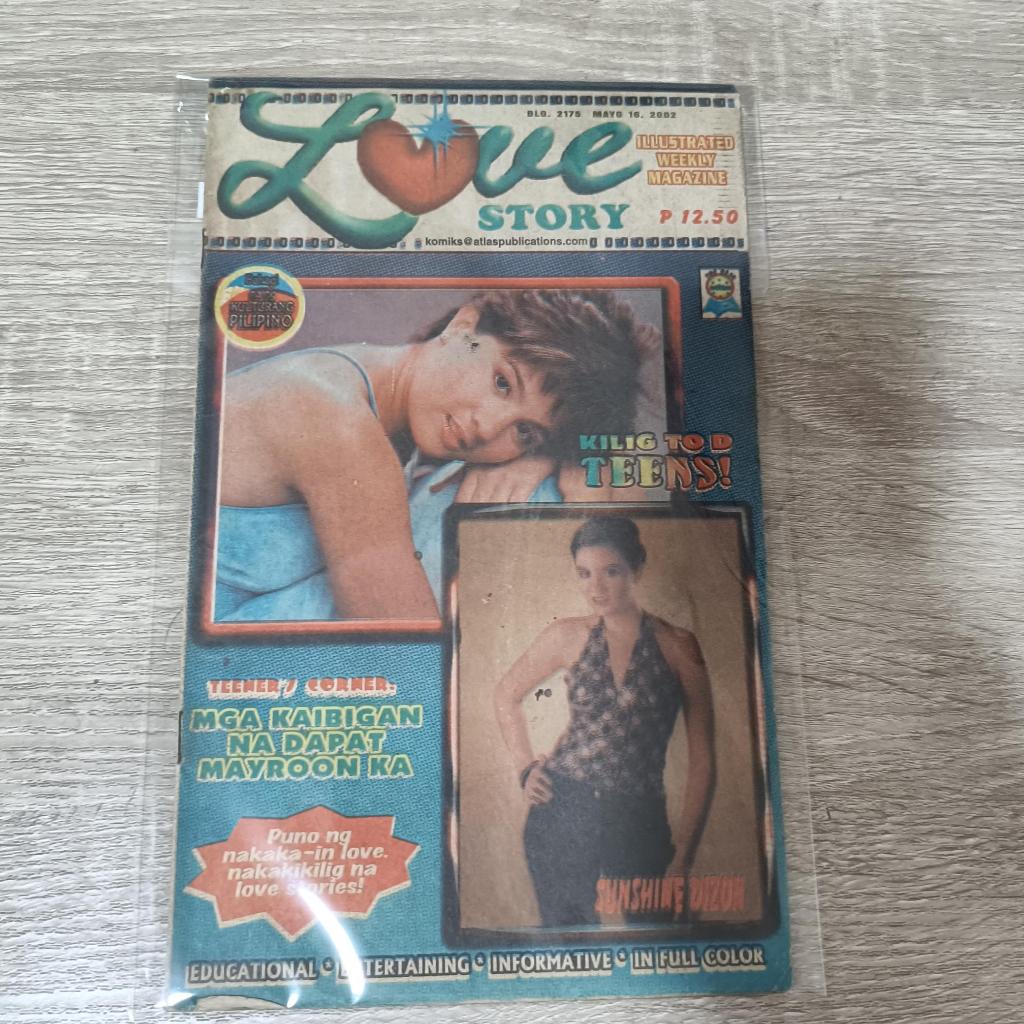 Love
STORY
BLG. 2175 MAYO 16, 2002
ILLUSTRATED
WEEKLY
MAGAZINE
₱ 12.50
komiks@atlaspublications.com
KULTURANG
PILIPINO
KILIG TO D
TEENS!
TEENER'S CORNER:
MGA KAIBIGAN
NA DAPAT
MAYROON KA
Puno ng
nakaka-in love.
nakakikilig na
love stories!
SUNSHINE DIZON
EDUCATIONAL * ENTERTAINING * INFORMATIVE * IN FULL COLOR